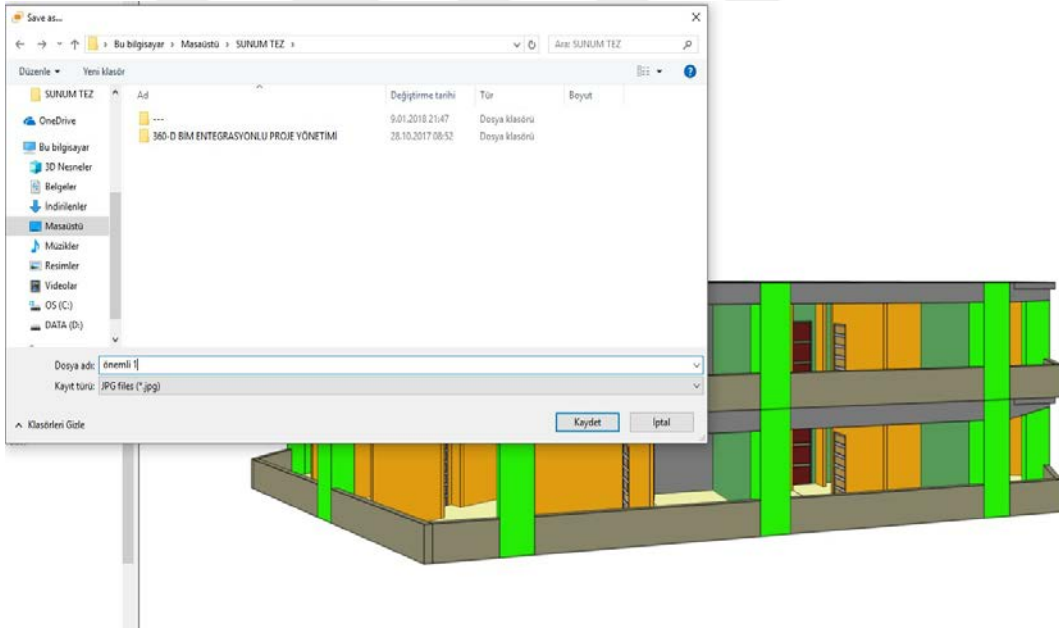 Save as...
Bu bilgisayar › Masaüstü › SUNUM TEZ ›
Ara: SUNUM TEZ
Düzenle
Yeni klasör
SUNUM TEZ
OneDrive
Bu bilgisayar
3D Nesneler
Belgeler
İndirilenler
Masaüstü
Müzikler
Resimler
Videolar
OS (C:)
DATA (D:)
Ad Değiştirme tarihi Tür Boyut
--- 9.01.2018 21:47 Dosya klasörü
360-D BİM ENTEGRASYONLU PROJE YÖNETİMİ 28.10.2017 08:52 Dosya klasörü
Dosya adı: önemli 1
Kayıt türü: JPG files (*.jpg)
Klasörleri Gizle
Kaydet
İptal